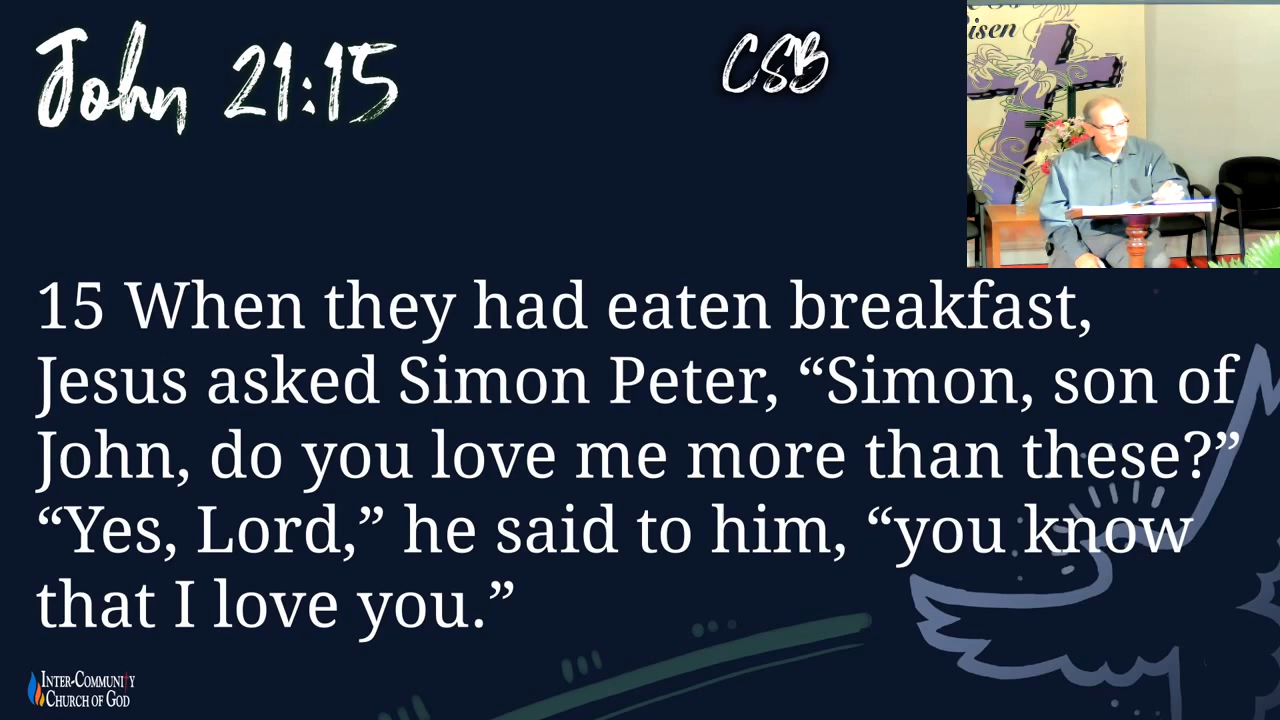 John 21:15
CSB
isen
15 When they had eaten breakfast,
Jesus asked Simon Peter, “Simon, son of
John, do you love me more than these?”
“Yes, Lord,” he said to him, “you know
that I love you.”
INTER-COMMUNITY
CHURCH OF GOD